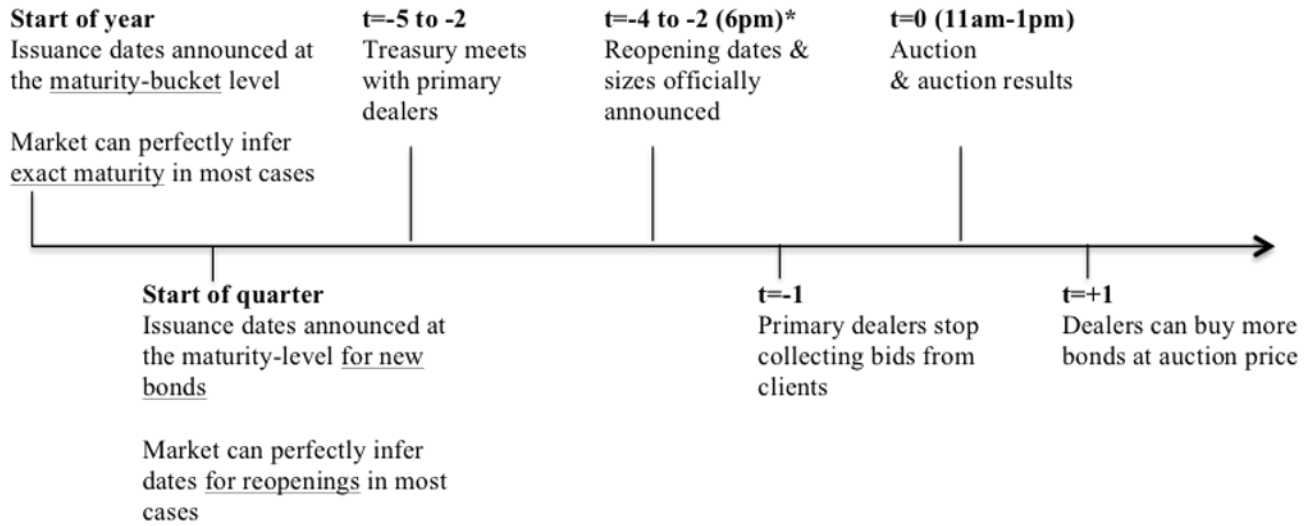 Start of year
Issuance dates announced at
the maturity-bucket level
Market can perfectly infer
exact maturity in most cases
t=-5 to -2
Treasury meets
with primary
dealers
t=-4 to -2 (6pm)*
Reopening dates &
sizes officially
announced
t=0 (11am-1pm)
Auction
& auction results
Start of quarter
Issuance dates announced at
the maturity-level for new
bonds
Market can perfectly infer
dates for reopenings in most
cases
t=-1
Primary dealers stop
collecting bids from
clients
t=+1
Dealers can buy more
bonds at auction price